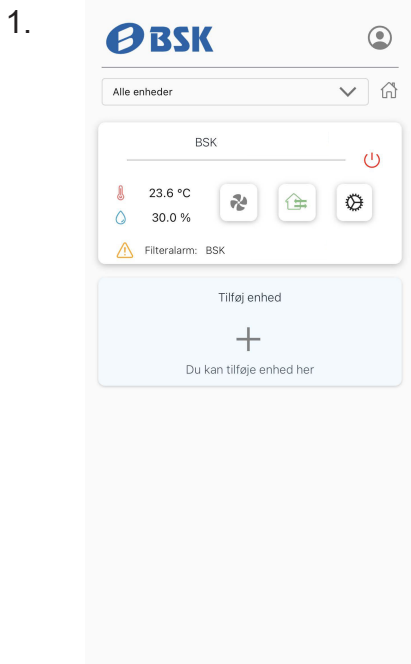 1.
BSK
Alle enheder
BSK
23.6 °C
30.0 %
Filteralarm: BSK
Tilføj enhed
Du kan tilføje enhed her